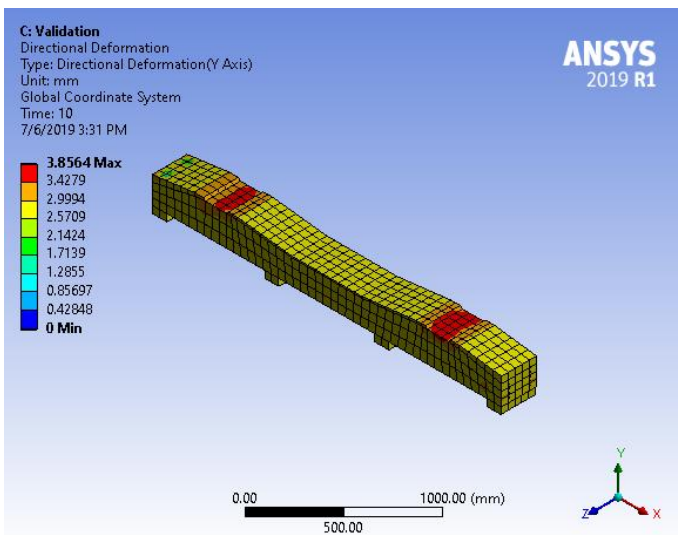 C: Validation
Directional Deformation
Type: Directional Deformation(Y Axis)
Unit: mm
Global Coordinate System
Time: 10
7/6/2019 3:31 PM
ANSYS
2019 R1
3.8564 Max
3.4279
2.9994
2.5709
2.1424
1.7139
1.2855
0.85697
0.42848
0 Min
0.00
1000.00 (mm)
500.00
Y
Z
X